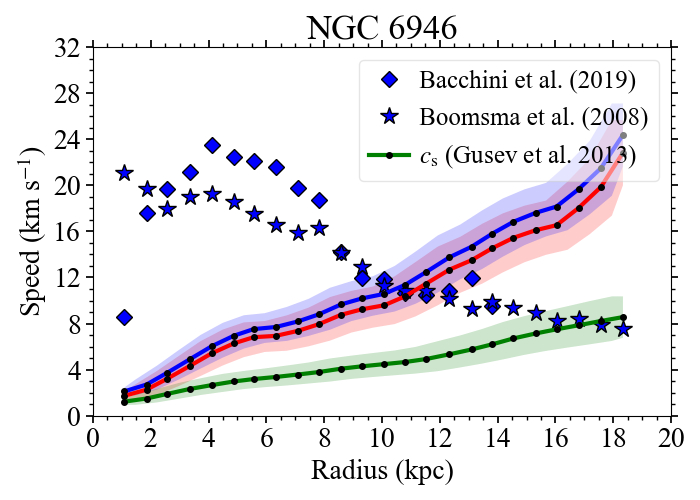 NGC 6946
Bacchini et al. (2019)
Boomsma et al. (2008)
cₛ (Gusev et al. 2013)
Speed (km s⁻¹)
32
28
24
20
16
12
8
4
0
0 2 4 6 8 10 12 14 16 18 20
Radius (kpc)